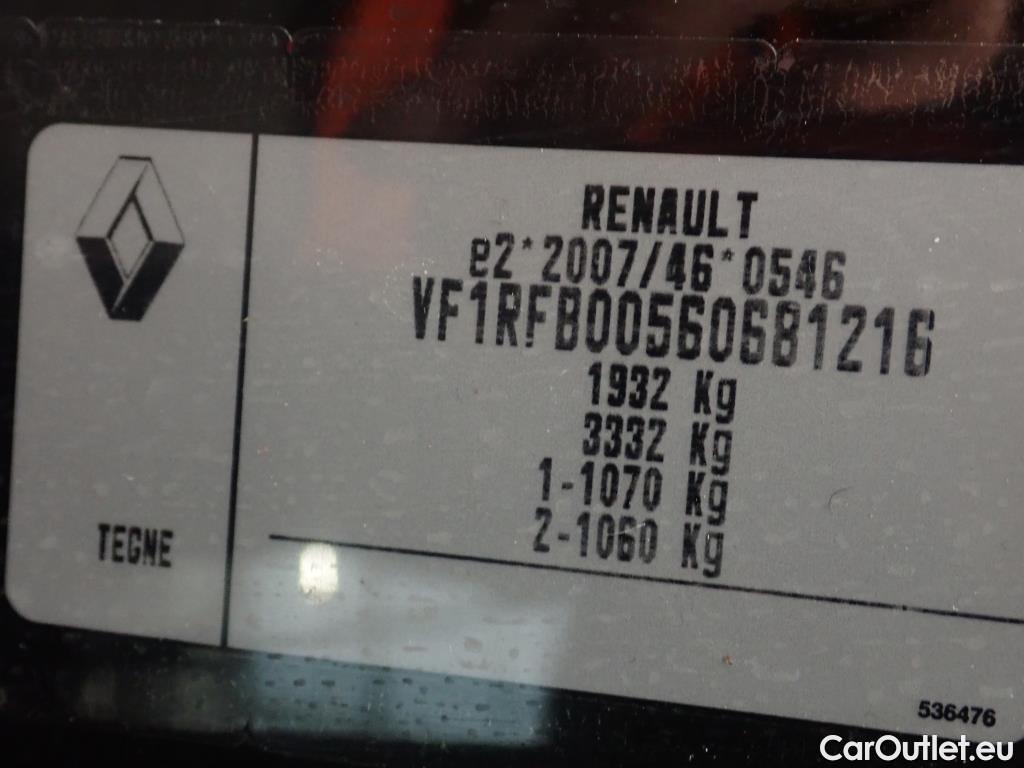 RENAULT
e2*2007/46*0546
VF1RFB00560681216
1932 Kg
3332 Kg
1-1070 Kg
2-1060 Kg
TEGNE
536476
CarOutlet.eu